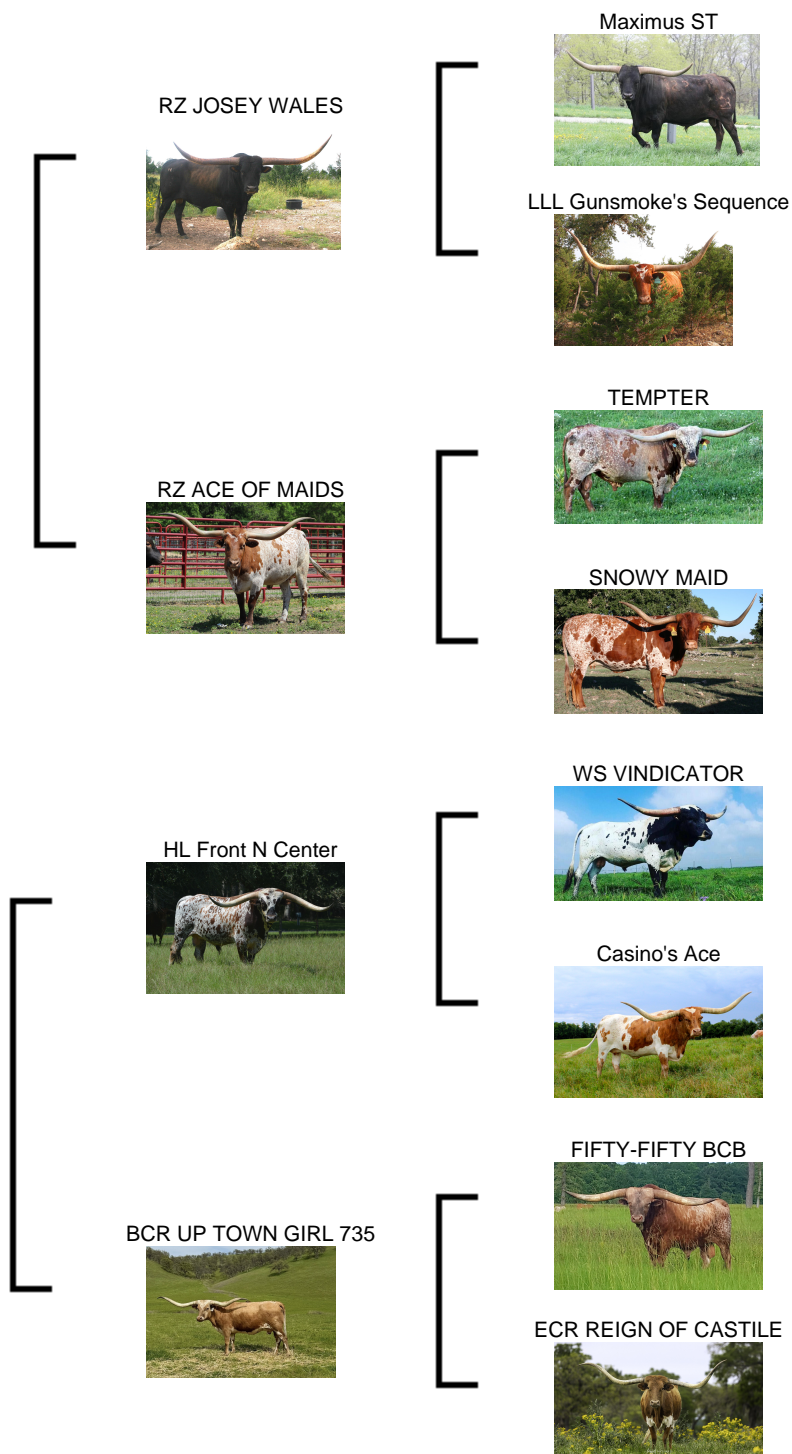 Maximus ST
RZ JOSEY WALES
LLL Gunsmoke's Sequence
TEMPTER
RZ ACE OF MAIDS
SNOWY MAID
WS VINDICATOR
HL Front N Center
Casino's Ace
FIFTY-FIFTY BCB
BCR UP TOWN GIRL 735
ECR REIGN OF CASTILE